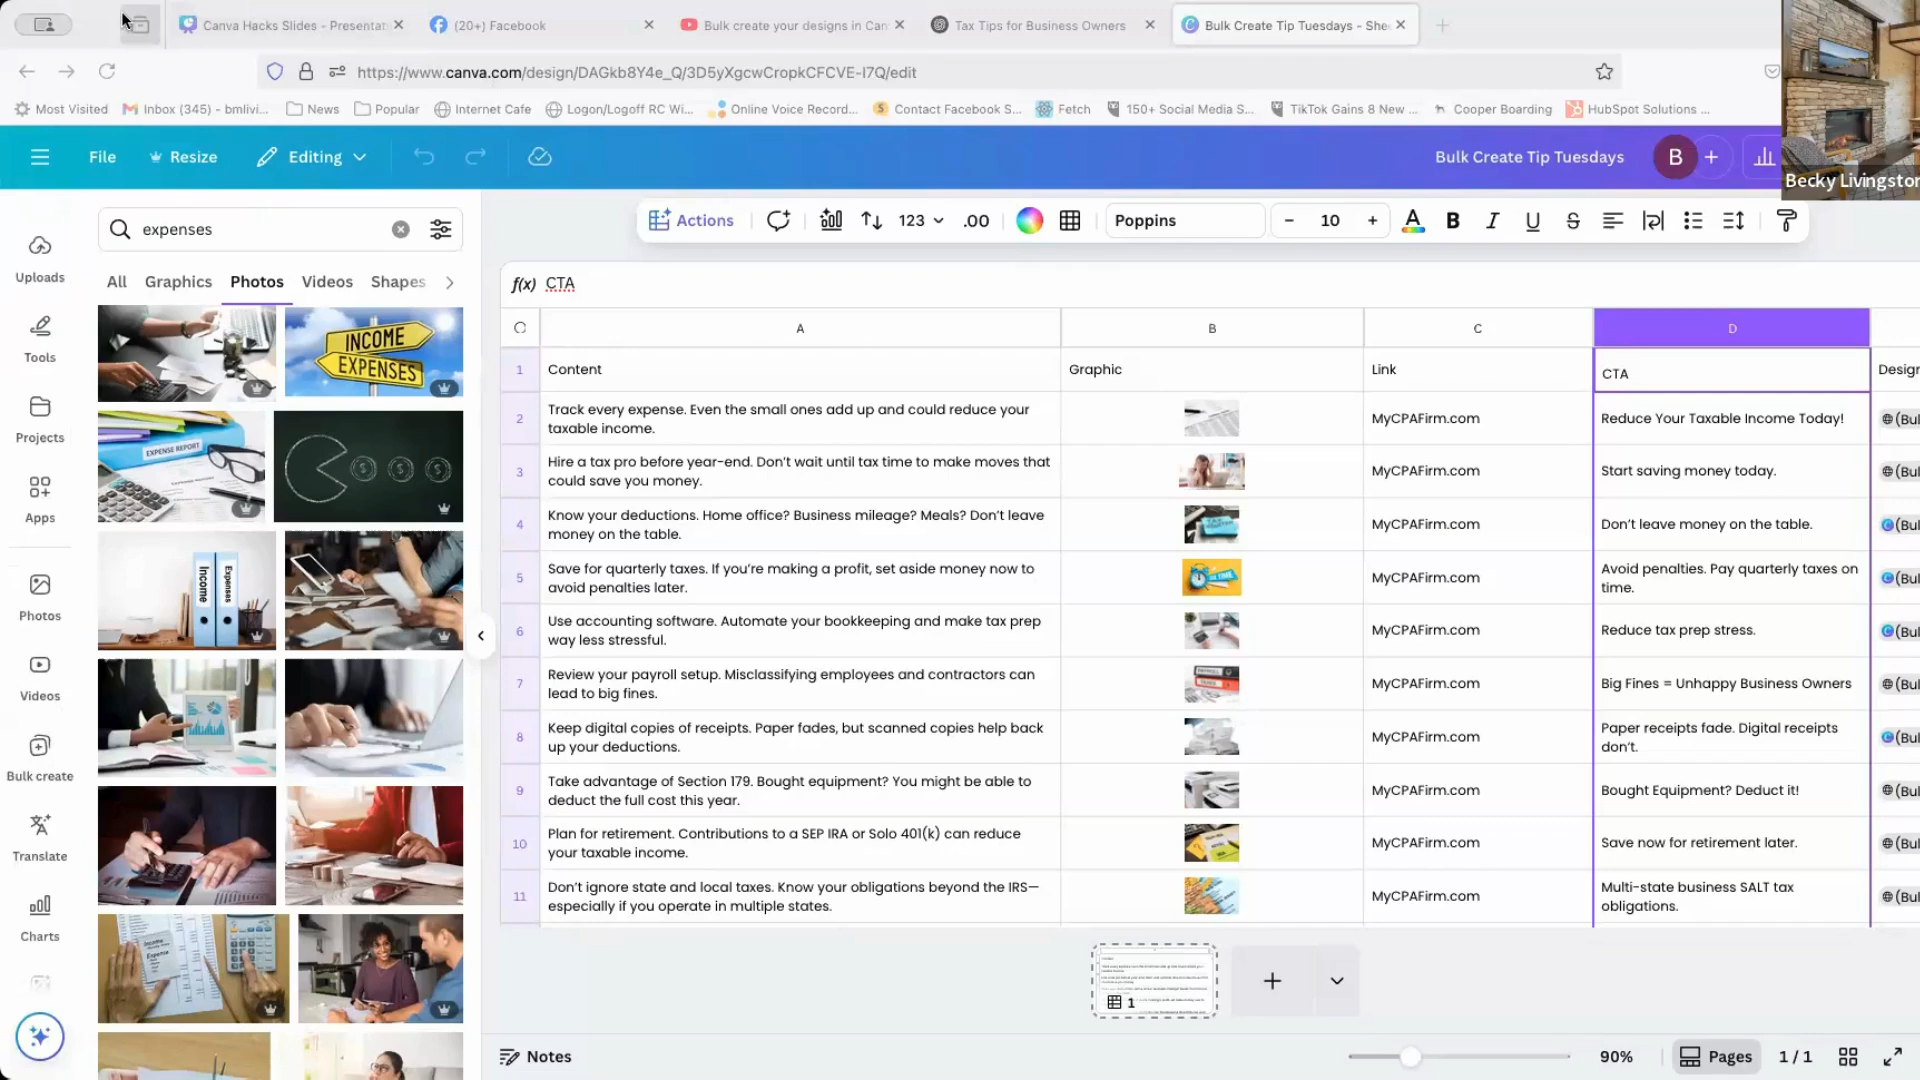 Canva Hacks Slides - Presentat
(20+) Facebook
Bulk create your designs in Can
Tax Tips for Business Owners
Bulk Create Tip Tuesdays - She
https://www.canva.com/design/DAGkb8Y4e_Q/3D5yXgcwCropkCFCVE-I7Q/edit
Most Visited
Inbox (345) - bmlivi...
News
Popular
Internet Cafe
Logon/Logoff RC Wi...
Online Voice Record...
Contact Facebook S...
Fetch
150+ Social Media S...
TikTok Gains 8 New ...
Cooper Boarding
HubSpot Solutions ...
File
Resize
Editing
Bulk Create Tip Tuesdays
B
Becky Livingston
expenses
Actions
123
.00
Poppins
10
A
B
I
U
S
All
Graphics
Photos
Videos
Shapes
Uploads
Tools
Projects
Apps
Photos
Videos
Bulk create
Translate
Charts
INCOME
EXPENSES
EXPENSE REPORT
Income
Expenses
Income
Expense
f(x) CTA
A B C D
1 Content Graphic Link CTA Design
2 Track every expense. Even the small ones add up and could reduce your
taxable income.
MyCPAFirm.com
Reduce Your Taxable Income Today!
(Bul
3 Hire a tax pro before year-end. Don't wait until tax time to make moves that
could save you money.
MyCPAFirm.com
Start saving money today.
(Bul
4 Know your deductions. Home office? Business mileage? Meals? Don't leave
money on the table.
MyCPAFirm.com
Don't leave money on the table.
(Bul
5 Save for quarterly taxes. If you're making a profit, set aside money now to
avoid penalties later.
MyCPAFirm.com
Avoid penalties. Pay quarterly taxes on
time.
(Bul
6 Use accounting software. Automate your bookkeeping and make tax prep
way less stressful.
MyCPAFirm.com
Reduce tax prep stress.
(Bul
7 Review your payroll setup. Misclassifying employees and contractors can
lead to big fines.
MyCPAFirm.com
Big Fines = Unhappy Business Owners
(Bul
8 Keep digital copies of receipts. Paper fades, but scanned copies help back
up your deductions.
MyCPAFirm.com
Paper receipts fade. Digital receipts
don't.
(Bul
9 Take advantage of Section 179. Bought equipment? You might be able to
deduct the full cost this year.
MyCPAFirm.com
Bought Equipment? Deduct it!
(Bul
10 Plan for retirement. Contributions to a SEP IRA or Solo 401(k) can reduce
your taxable income.
MyCPAFirm.com
Save now for retirement later.
(Bul
11 Don't ignore state and local taxes. Know your obligations beyond the IRS—
especially if you operate in multiple states.
MyCPAFirm.com
Multi-state business SALT tax
obligations.
(Bul
1
Notes
90%
Pages
1 / 1